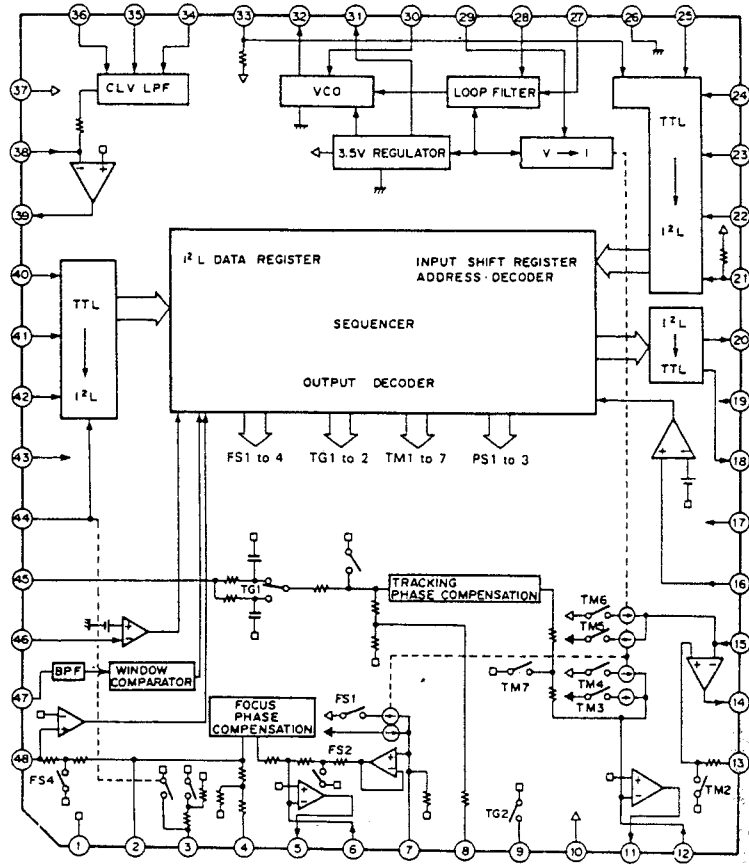 36 35 34 33 32 31 30 29 28 27 26 25
CLV LPF
VCO
LOOP FILTER
3.5V REGULATOR
V → I
37
38
39
- +
TTL
I²L
24
23
22
21
I²L DATA REGISTER
INPUT SHIFT REGISTER
ADDRESS·DECODER
SEQUENCER
OUTPUT DECODER
40
41
42
43
44
TTL
I²L
I²L
TTL
20
19
18
17
16
FS1 to 4
TG1 to 2
TM1 to 7
PS1 to 3
45
46
47
48
TG1
TRACKING
PHASE COMPENSATION
TM6
TM5
TM4
TM3
TM7
+
-
BPF
WINDOW
COMPARATOR
FOCUS
PHASE
COMPENSATION
FS1
FS2
FS4
TG2
TM2
15
14
13
1 2 3 4 5 6 7 8 9 10 11 12